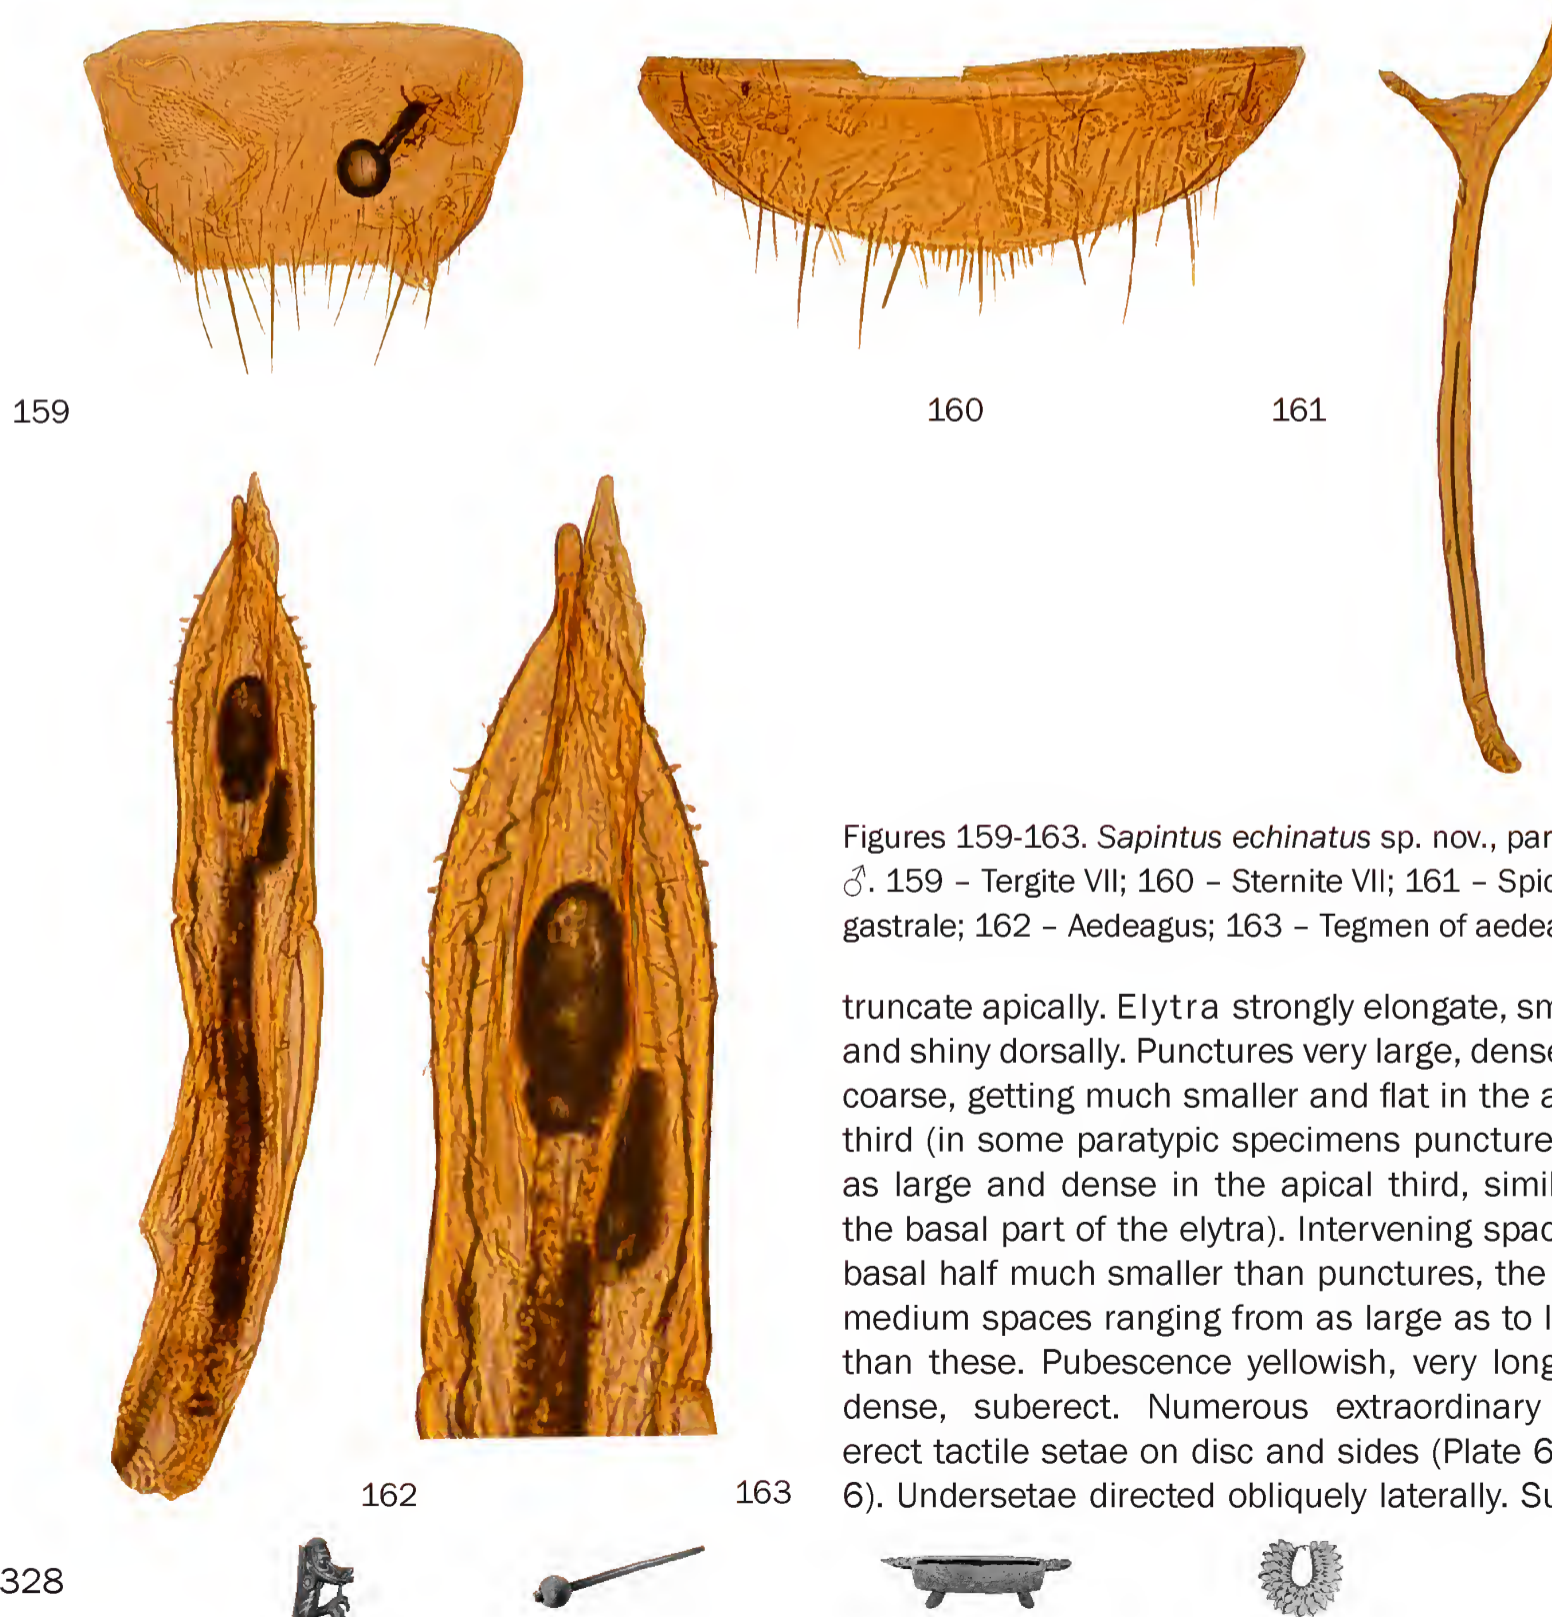 159
160
161
162
163
Figures 159-163. Sapintus echinatus sp. nov., par
♂. 159 – Tergite VII; 160 – Sternite VII; 161 – Spic
gastrale; 162 – Aedeagus; 163 – Tegmen of aedea
truncate apically. Elytra strongly elongate, sm
and shiny dorsally. Punctures very large, dense
coarse, getting much smaller and flat in the a
third (in some paratypic specimens puncture
as large and dense in the apical third, simil
the basal part of the elytra). Intervening spac
basal half much smaller than punctures, the
medium spaces ranging from as large as to l
than these. Pubescence yellowish, very long
dense, suberect. Numerous extraordinary
erect tactile setae on disc and sides (Plate 6
6). Undersetae directed obliquely laterally. Su
328